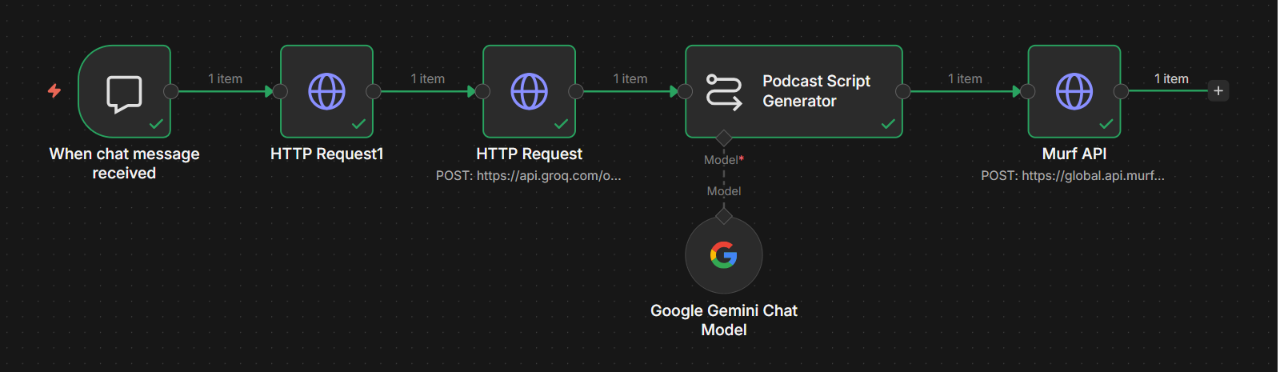 1 item
1 item
1 item
1 item
1 item
Podcast Script
Generator
When chat message
received
HTTP Request1
HTTP Request
POST: https://api.groq.com/o...
Murf API
POST: https://global.api.murf...
Model*
Model
Google Gemini Chat
Model